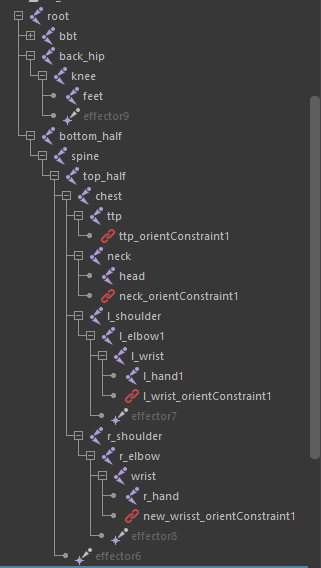 root
bbt
back_hip
knee
feet
effector9
bottom_half
spine
top_half
chest
ttp
ttp_orientConstraint1
neck
head
neck_orientConstraint1
l_shoulder
l_elbow1
l_wrist
l_hand1
l_wrist_orientConstraint1
effector7
r_shoulder
r_elbow
wrist
r_hand
new_wrisst_orientConstraint1
effector8
effector6